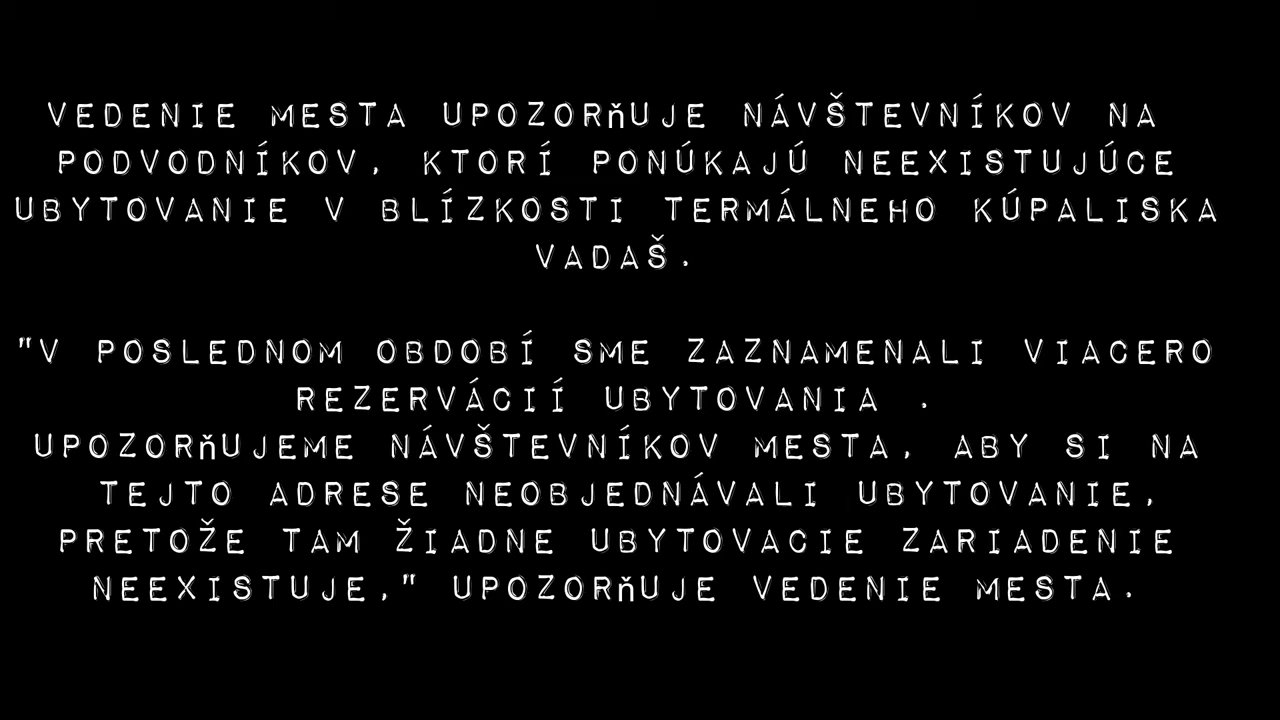 VEDENIE MESTA UPOZORňUJE NÁVŠTEVNÍKOV NA
PODVODNÍKOV, KTORÍ PONÚKAJÚ NEEXISTUJÚCE
UBYTOVANIE V BLÍZKOSTI TERMÁLNEHO KÚPALISKA
VADAŠ.
"V POSLEDNOM OBDOBÍ SME ZAZNAMENALI VIACERO
REZERVÁCIÍ UBYTOVANIA .
UPOZORňUJEME NÁVŠTEVNÍKOV MESTA, ABY SI NA
TEJTO ADRESE NEOBJEDNÁVALI UBYTOVANIE,
PRETOŽE TAM ŽIADNE UBYTOVACIE ZARIADENIE
NEEXISTUJE," UPOZORňUJE VEDENIE MESTA.